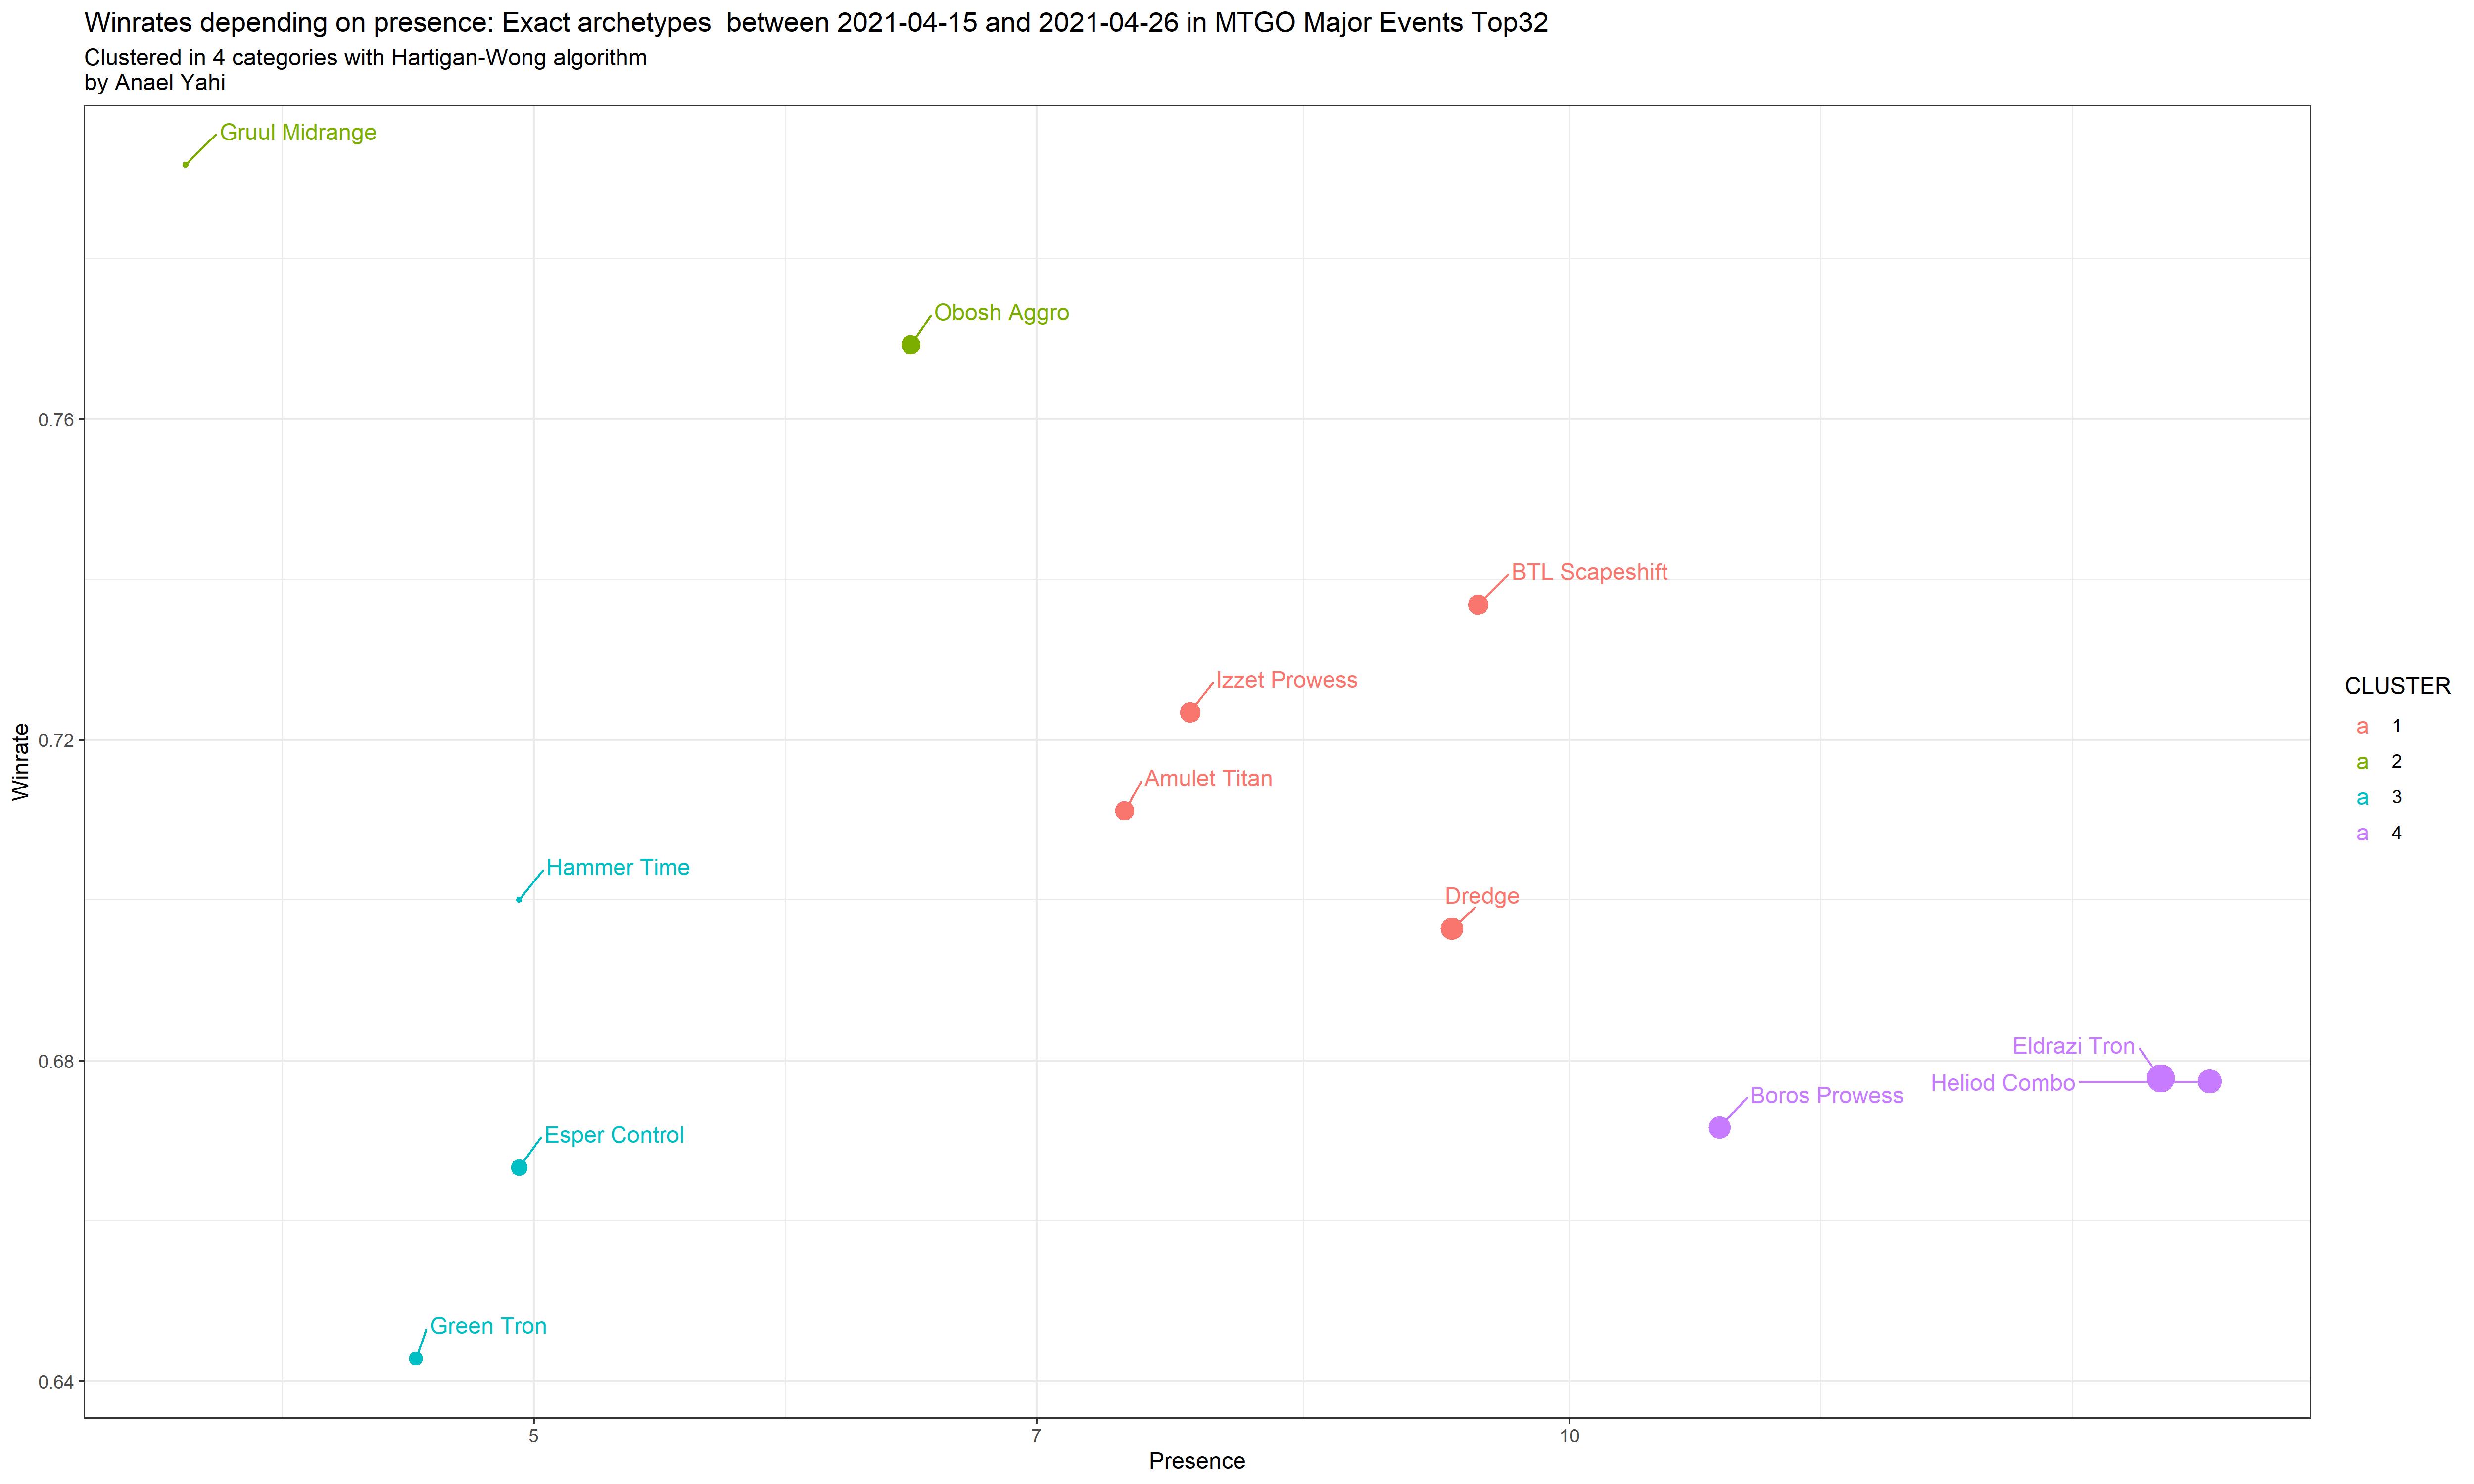 Winrates depending on presence: Exact archetypes  between 2021-04-15 and 2021-04-26 in MTGO Major Events Top32
Clustered in 4 categories with Hartigan-Wong algorithm
by Anael Yahi
Gruul Midrange
Obosh Aggro
BTL Scapeshift
Izzet Prowess
Amulet Titan
Hammer Time
Dredge
Eldrazi Tron
Heliod Combo
Boros Prowess
Esper Control
Green Tron
0.76
0.72
0.68
0.64
Winrate
5
7
10
Presence
CLUSTER
a 1
a 2
a 3
a 4